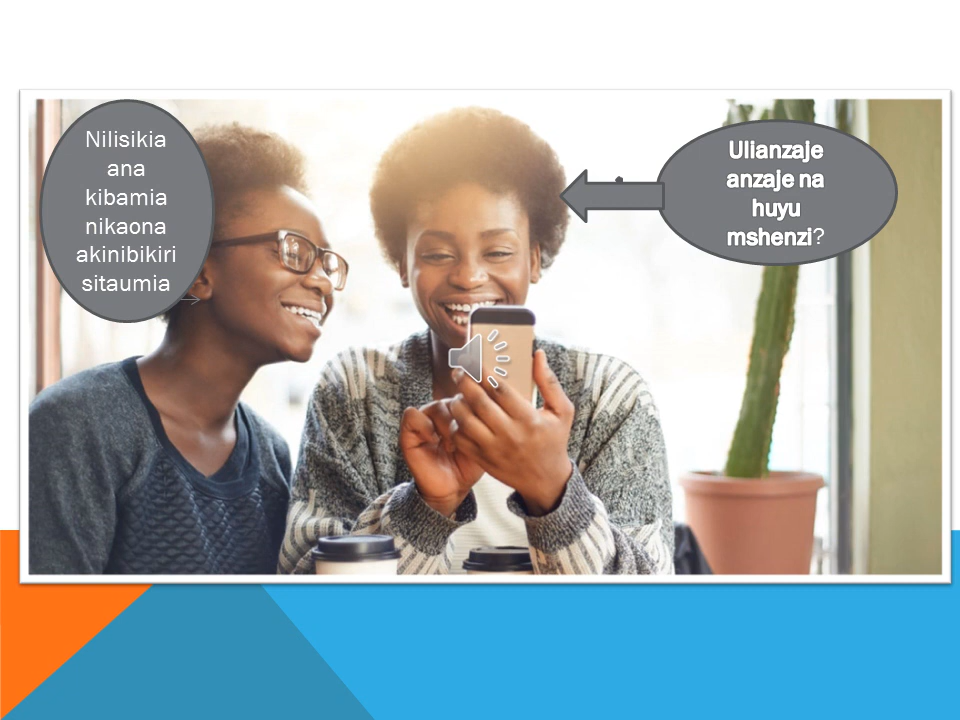 Nilisikia
ana
kibamia
nikaona
akinibikiri
sitaumia
Ulianzaje
anzaje na
huyu
mshenzi?